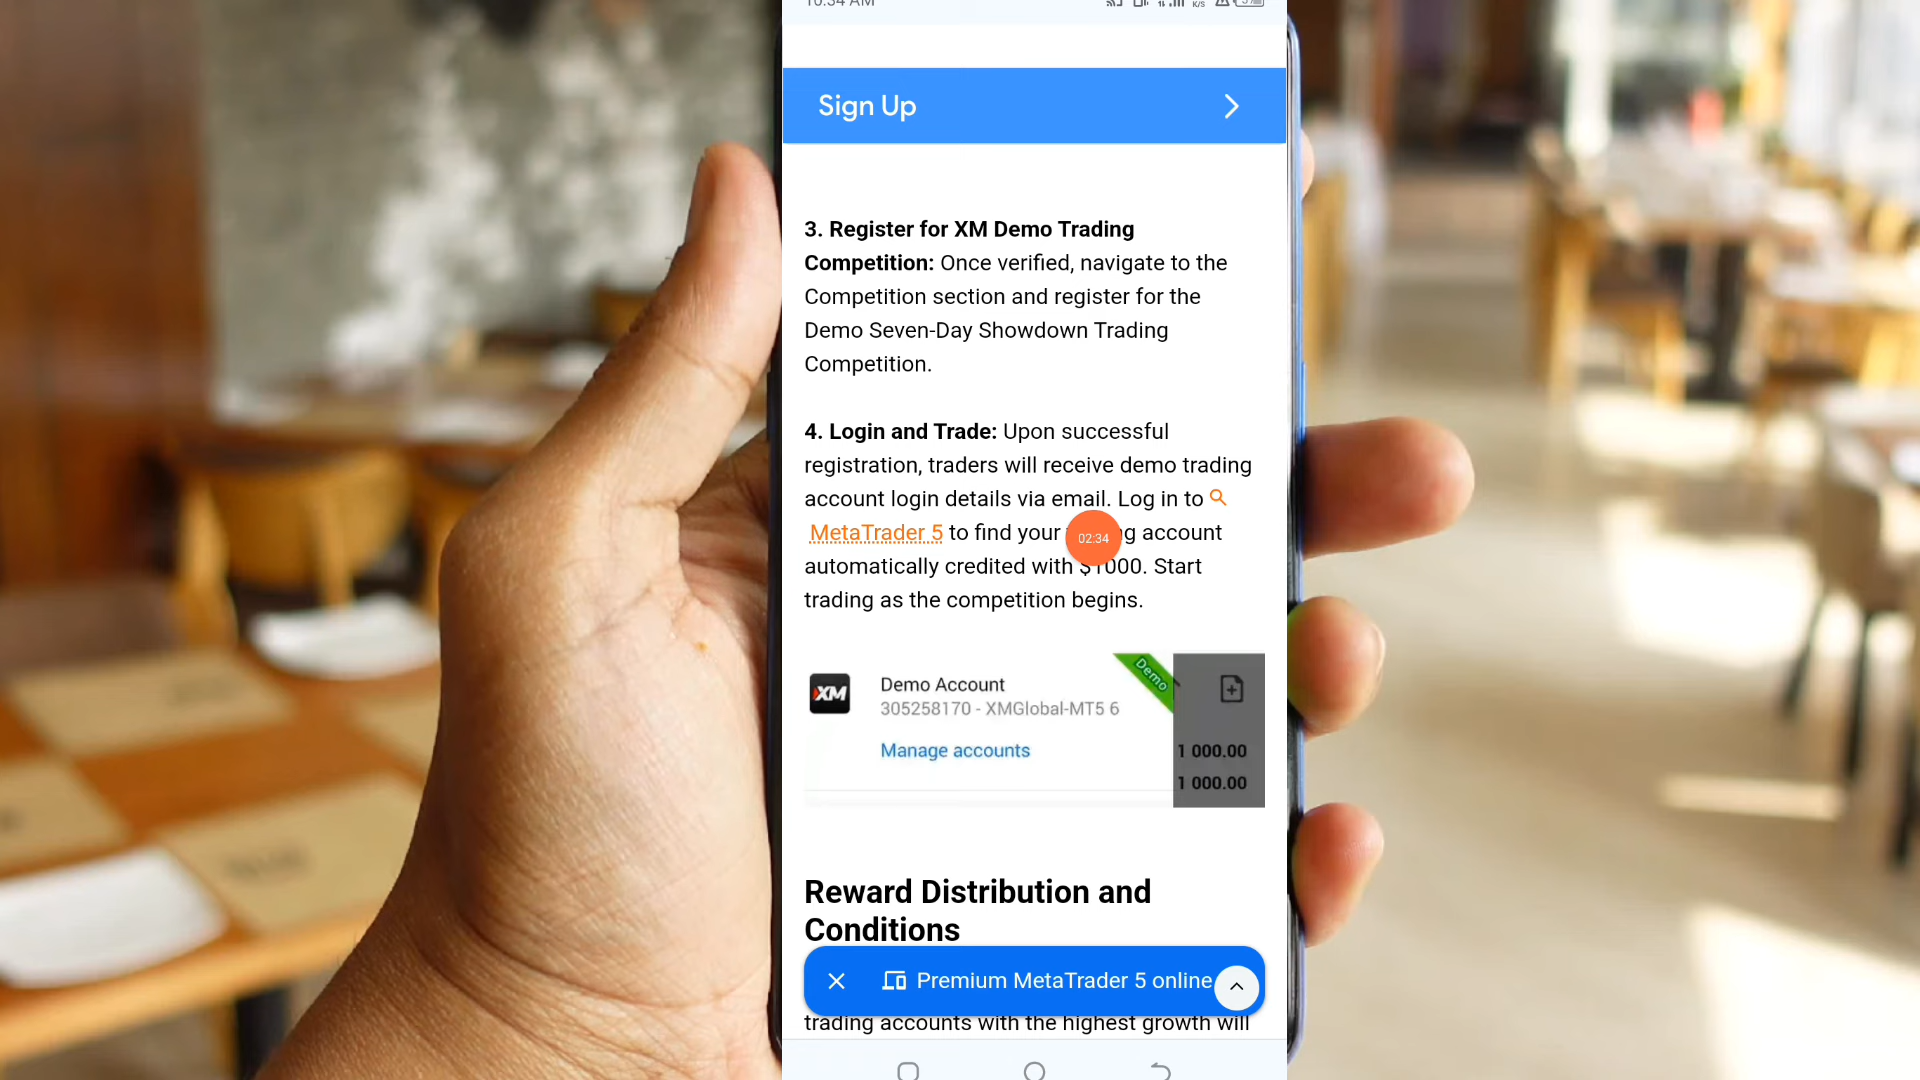 10:34 AM
Sign Up
3. Register for XM Demo Trading
Competition: Once verified, navigate to the
Competition section and register for the
Demo Seven-Day Showdown Trading
Competition.
4. Login and Trade: Upon successful
registration, traders will receive demo trading
account login details via email. Log in to
MetaTrader 5 to find your g account
02:34
automatically credited with $1000. Start
trading as the competition begins.
XM
Demo Account
Demo
305258170 - XMGlobal-MT5 6
Manage accounts
1 000.00
1 000.00
Reward Distribution and
Conditions
Premium MetaTrader 5 online
trading accounts with the highest growth will